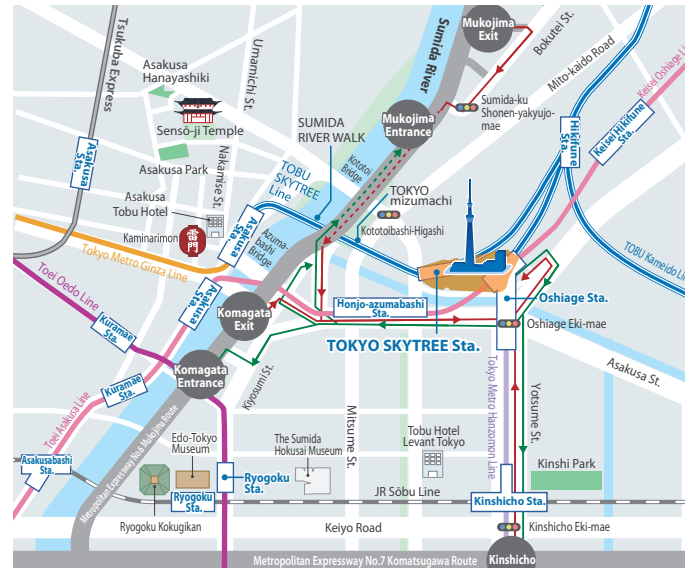 Mukojima
Exit
Bokutei St.
Tsukuba Express
Umamichi St.
Sumida River
Mito-kaido Road
Keisei Oshiage Line
Asakusa
Hanayashiki
Sensō-ji Temple
Asakusa Park
Nakamise St.
Asakusa
Sta.
SUMIDA
RIVER WALK
Mukojima
Entrance
Sumida-ku
Shonen-yakyujo-
mae
Hikifune
Sta.
Keisei Hikifune
Sta.
Kototoi
Bridge
TOBU
SKYTREE
Line
TOKYO
mizumachi
Kototoibashi-Higashi
Asakusa
Tobu Hotel
Kaminarimon
雷門
Asakusa
Sta.
Azuma-
bashi
Bridge
Tokyo Metro Ginza Line
Toei Oedo Line
TOBU Kameido Line
Asakusa
Sta.
Komagata
Exit
Honjo-azumabashi
Sta.
Oshiage Sta.
Oshiage Eki-mae
TOKYO SKYTREE Sta.
Kuramae
Sta.
Komagata
Entrance
Kiyosumi St.
Asakusa St.
Kuramae
Sta.
Toei Asakusa Line
Mitsume St.
Tokyo Metro Hanzomon Line
Yotsume St.
Metropolitan Expressway No.6 Mukojima Route
Edo-Tokyo
Museum
The Sumida
Hokusai Museum
Tobu Hotel
Levant Tokyo
Kinshi Park
Asakusabashi
Sta.
Ryogoku
Sta.
Ryogoku
Sta.
JR Sōbu Line
Kinshicho Sta.
Ryogoku Kokugikan
Keiyo Road
Kinshicho Eki-mae
Metropolitan Expressway No.7 Komatsugawa Route
Kinshicho